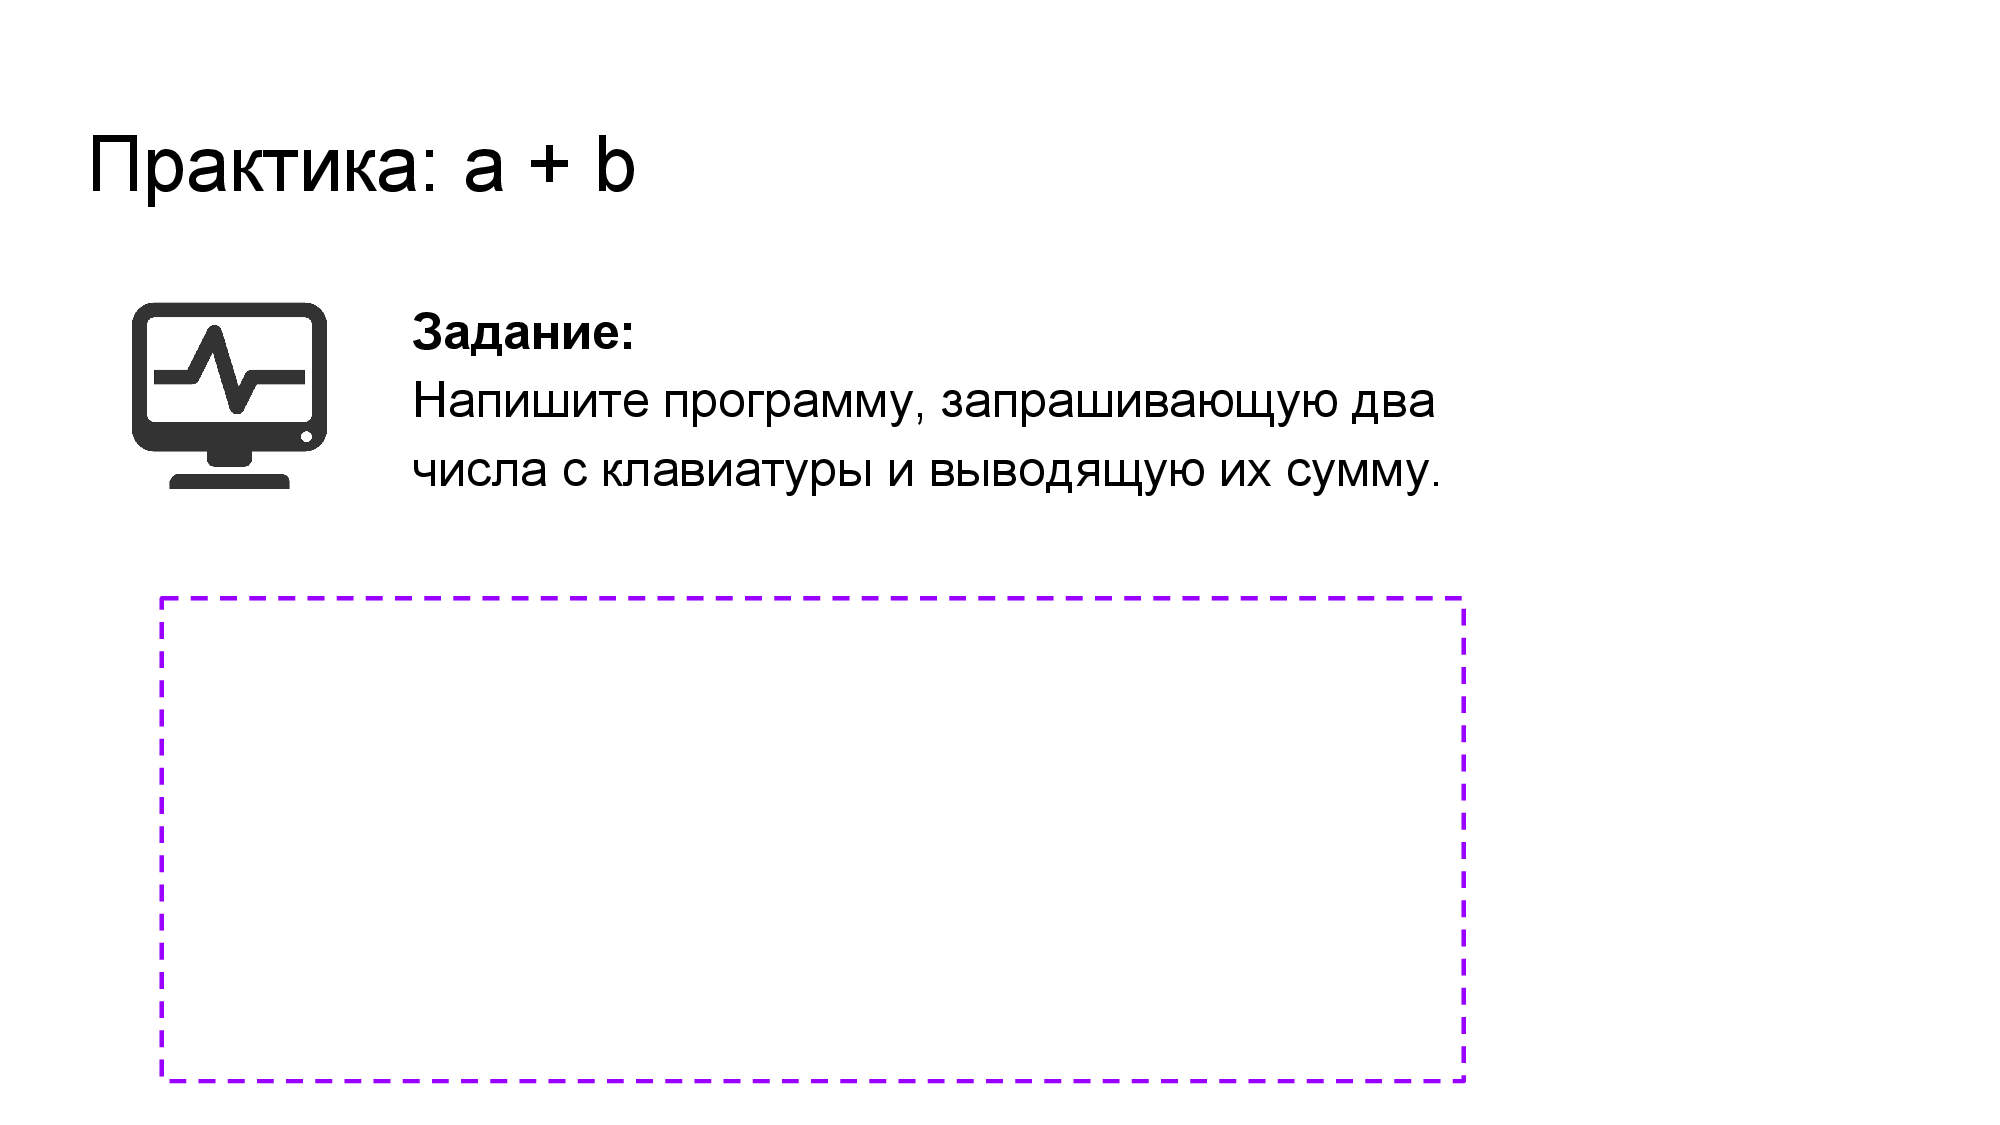 Практика: a + b
Задание:
Напишите программу, запрашивающую два
числа с клавиатуры и выводящую их сумму.